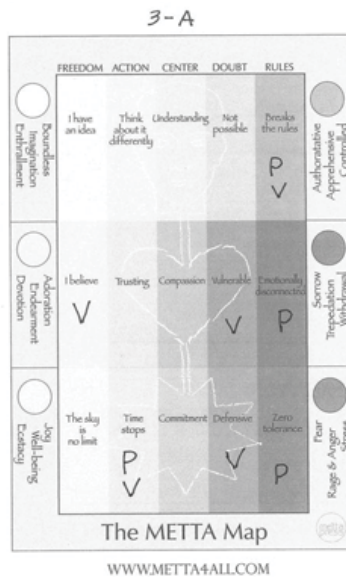 3-A
FREEDOM ACTION CENTER DOUBT RULES
Boundless
Imagination
Enthrallment
I have
an idea
Think
about it
differently
Understanding
Not
possible
Breaks
the rules
P
V
Authoratative
Apprehensive
Controlled
Adoration
Endearment
Devotion
I believe
V
Trusting
Compassion
Vulnerable
V
Emotionally
disconnected
P
Sorrow
Trepedation
Withdrawal
Joy
Well-being
Ecstacy
The sky
is
no limit
Time
stops
P
V
Commitment
Defensive
V
Zero
tolerance
P
Fear
Rage & Anger
Stress
The METTA Map
WWW.METTA4ALL.COM